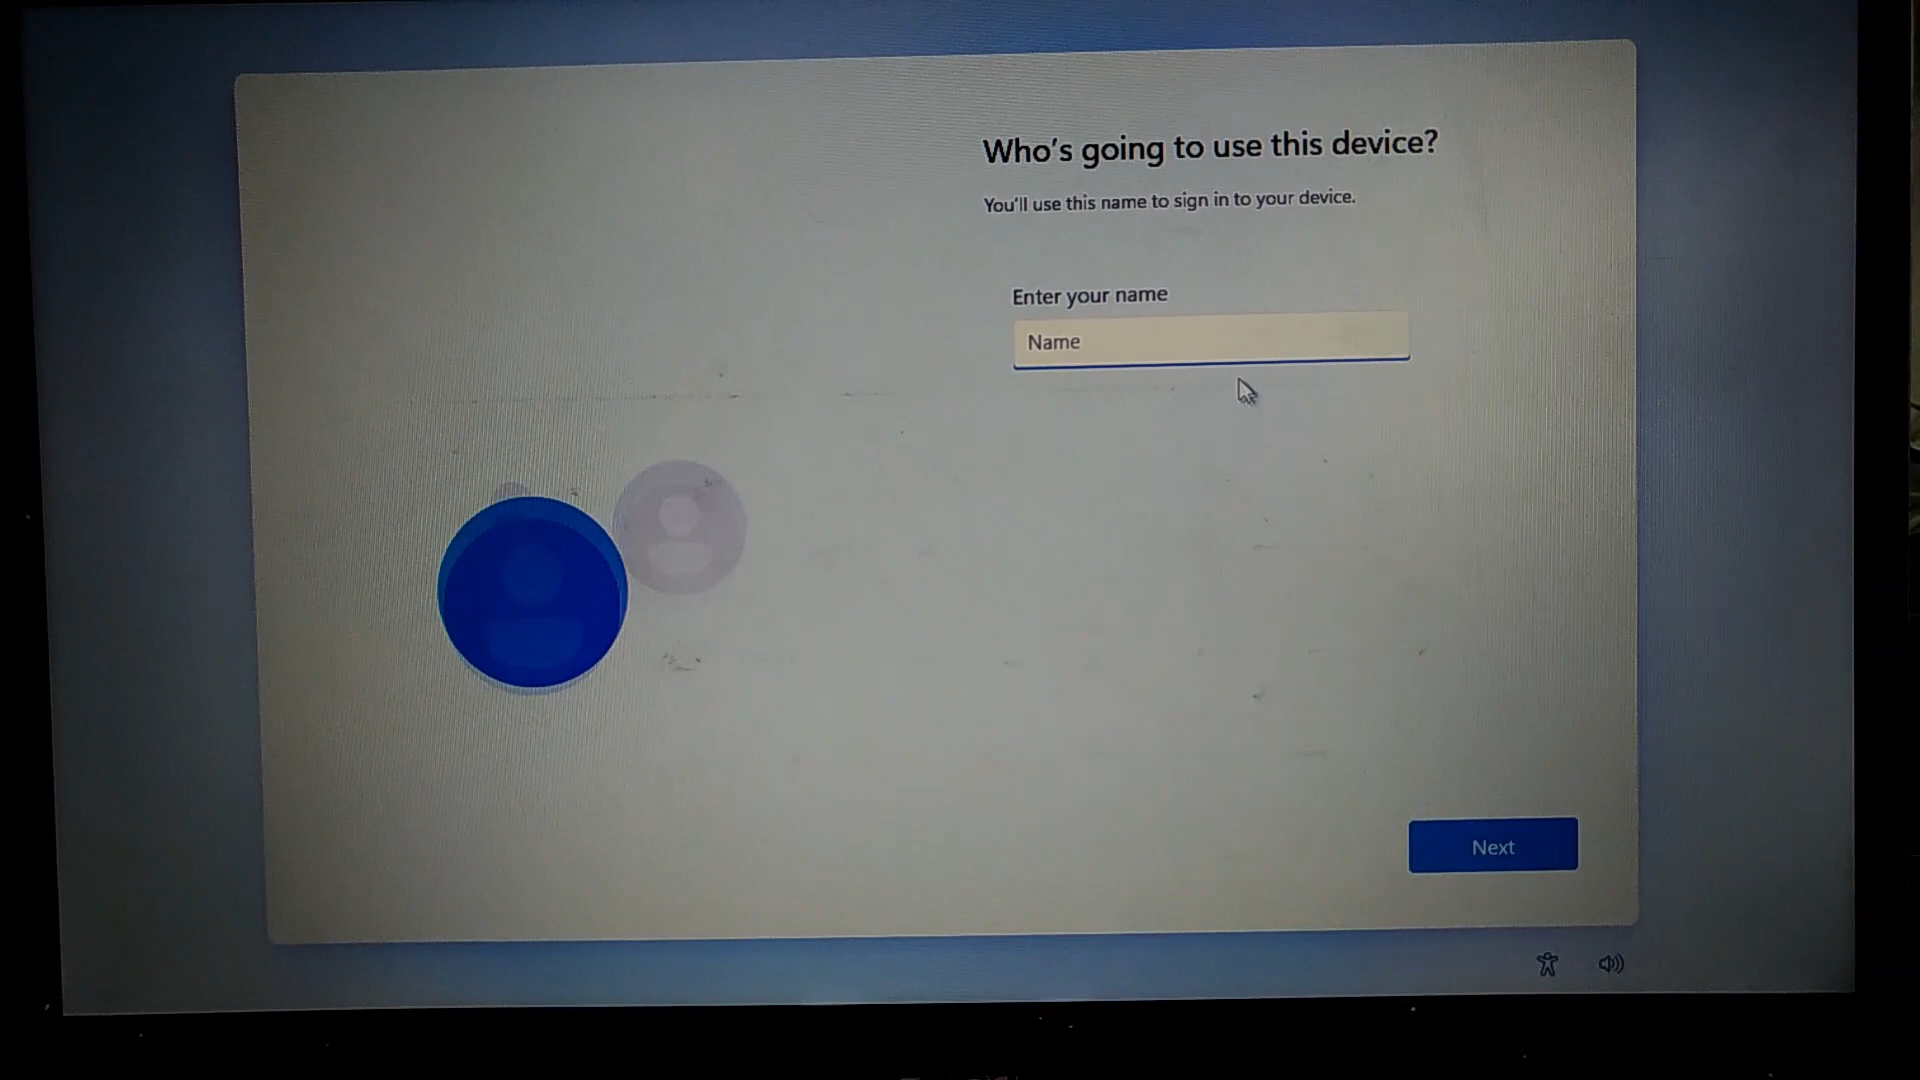 Who's going to use this device?
You'll use this name to sign in to your device.
Enter your name
Name
Next